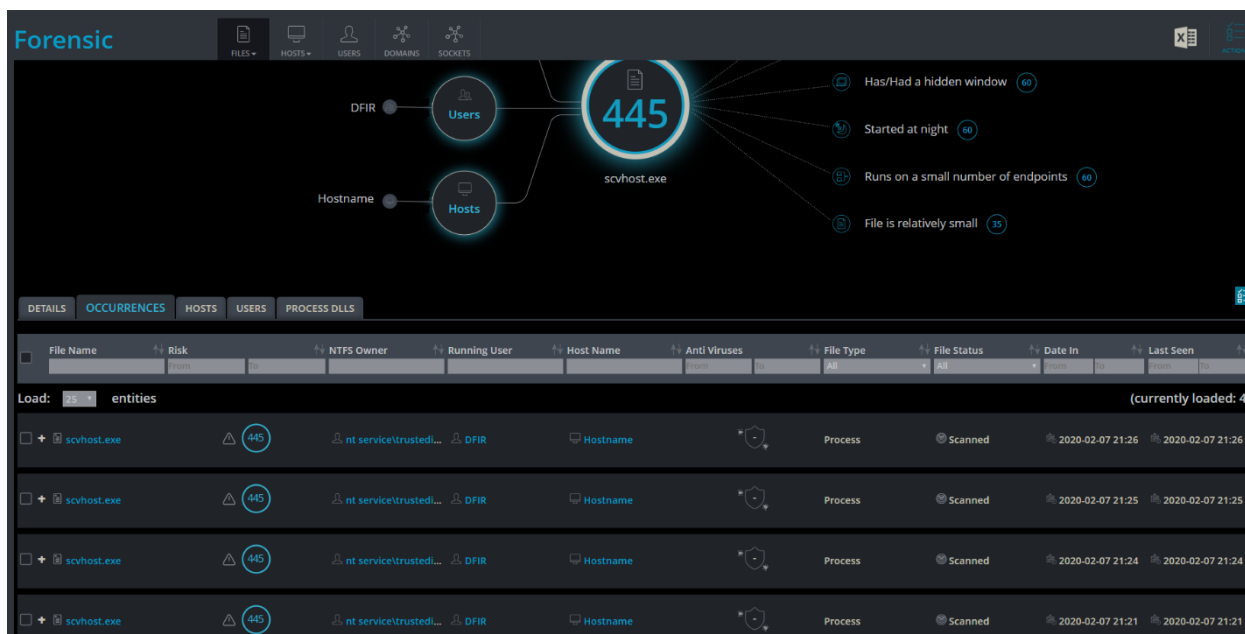 Forensic
FILES HOSTS USERS DOMAINS SOCKETS
DFIR
Users
445
scvhost.exe
Hostname
Hosts
Has/Had a hidden window 60
Started at night 60
Runs on a small number of endpoints 60
File is relatively small 35
DETAILS OCCURRENCES HOSTS USERS PROCESS DLLS
File Name Risk NTFS Owner Running User Host Name Anti Viruses File Type File Status Date In Last Seen
From To From To All All From To From To
Load: 25 entities (currently loaded: 4
scvhost.exe 445 nt service\trustedi... DFIR Hostname - Process Scanned 2020-02-07 21:26 2020-02-07 21:26
scvhost.exe 445 nt service\trustedi... DFIR Hostname - Process Scanned 2020-02-07 21:25 2020-02-07 21:25
scvhost.exe 445 nt service\trustedi... DFIR Hostname - Process Scanned 2020-02-07 21:24 2020-02-07 21:24
scvhost.exe 445 nt service\trustedi... DFIR Hostname - Process Scanned 2020-02-07 21:21 2020-02-07 21:21